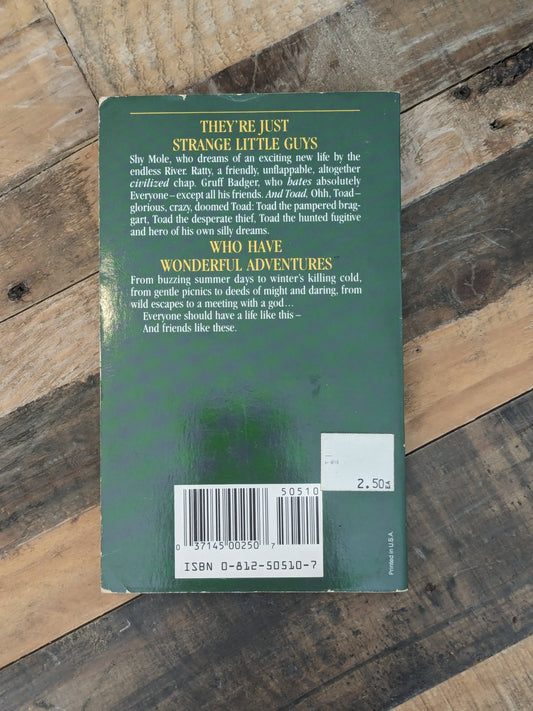 THEY'RE JUST
STRANGE LITTLE GUYS
Shy Mole, who dreams of an exciting new life by the
endless River. Ratty, a friendly, unflappable, altogether
civilized chap. Gruff Badger, who hates absolutely
Everyone – except all his friends. And Toad. Ohh, Toad –
glorious, crazy, doomed Toad: Toad the pampered brag-
gart, Toad the desperate thief, Toad the hunted fugitive
and hero of his own silly dreams.
WHO HAVE
WONDERFUL ADVENTURES
From buzzing summer days to winter's killing cold,
from gentle picnics to deeds of might and daring, from
wild escapes to a meeting with a god…
Everyone should have a life like this –
And friends like these.
2.50 EA
50510
0 37145 00250 7
ISBN 0-812-50510-7
Printed in U.S.A